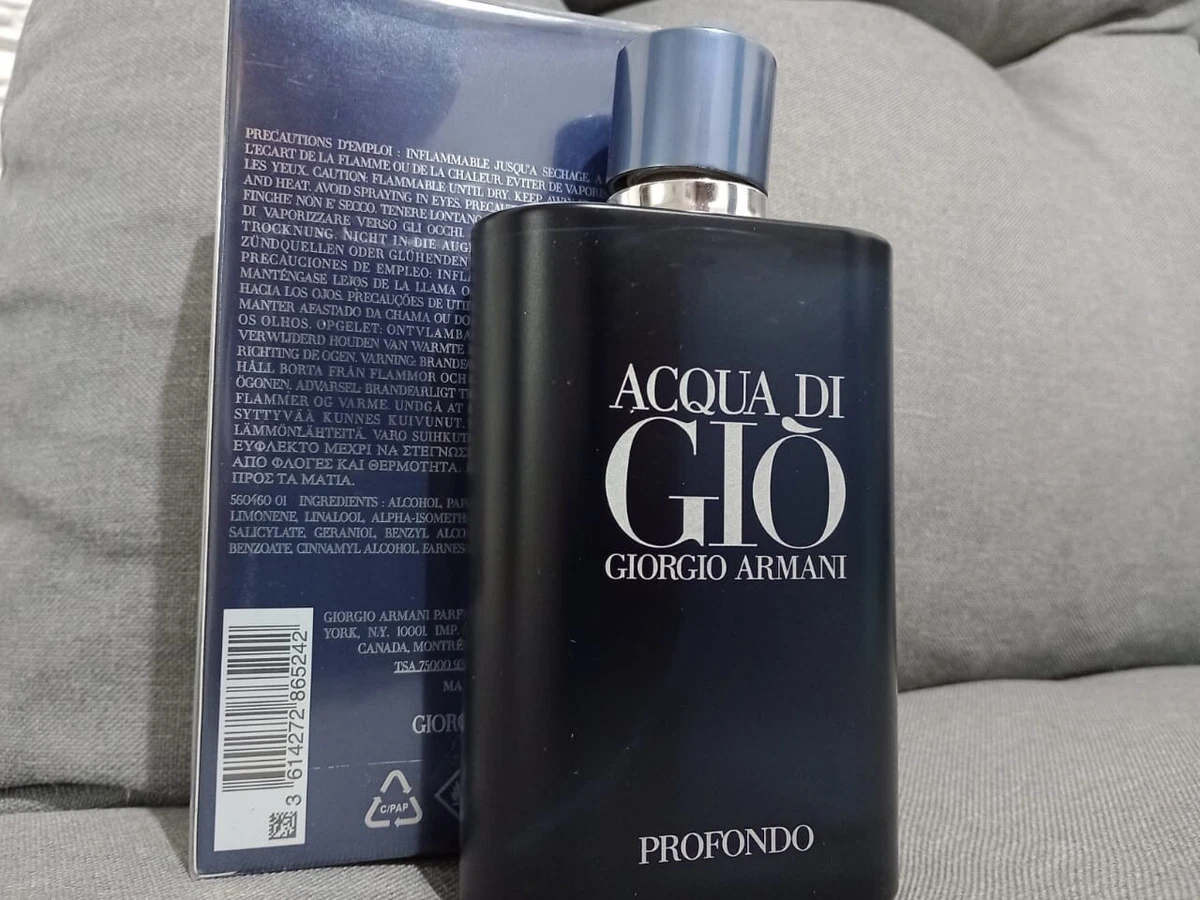 PRECAUTIONS D'EMPLOI : INFLAMMABLE JUSQU'A SECHAGE. A
L'ECART DE LA FLAMME OU DE LA CHALEUR. EVITER DE VAPORI
LES YEUX. CAUTION: FLAMMABLE UNTIL DRY. KEEP
AND HEAT. AVOID SPRAYING IN EYES. PRECAUZ
FINCHE' NON E' SECCO. TENERE LONTANO
DI VAPORIZZARE VERSO GLI OCCHI.
TROCKNUNG. NICHT IN DIE AUG
ZÜNDQUELLEN ODER GLÜHENDEN
PRECAUCIONES DE EMPLEO: INFLA
MANTÉNGASE LEJOS DE LA LLAMA O
HACIA LOS OJOS. PRECAUÇÕES DE UTI
MANTER AFASTADO DA CHAMA OU DO
OS OLHOS. OPGELET: ONTVLAMBA
VERWIJDERD HOUDEN VAN WARMTE
RICHTING DE OGEN. VARNING: BRANDF
HÅLL BORTA FRÅN FLAMMOR OCH
ÖGONEN. ADVARSEL: BRANDFARLIGT T
FLAMMER OG VARME. UNDGÅ AT
SYTTYVÄÄ KUNNES KUIVUNUT.
LÄMMÖNLÄHTEITÄ. VARO SUIHKUT
ΕΥΦΛΕΚΤΟ ΜΕΧΡΙ ΝΑ ΣΤΕΓΝΩΣ
ΑΠΟ ΦΛΟΓΕΣ ΚΑΙ ΘΕΡΜΟΤΗΤΑ.
ΠΡΟΣ ΤΑ ΜΑΤΙΑ.
560460 01 INGREDIENTS : ALCOHOL, PAR
LIMONENE, LINALOOL, ALPHA-ISOMETH
SALICYLATE, GERANIOL, BENZYL ALCO
BENZOATE, CINNAMYL ALCOHOL, FARNES
GIORGIO ARMANI PARF
YORK, N.Y. 10001. IMP.
CANADA, MONTRÉ
TSA 75000 93
MA
GIORG
3 614272 865242
C/PAP
ACQUA DI
GIÒ
GIORGIO ARMANI
PROFONDO